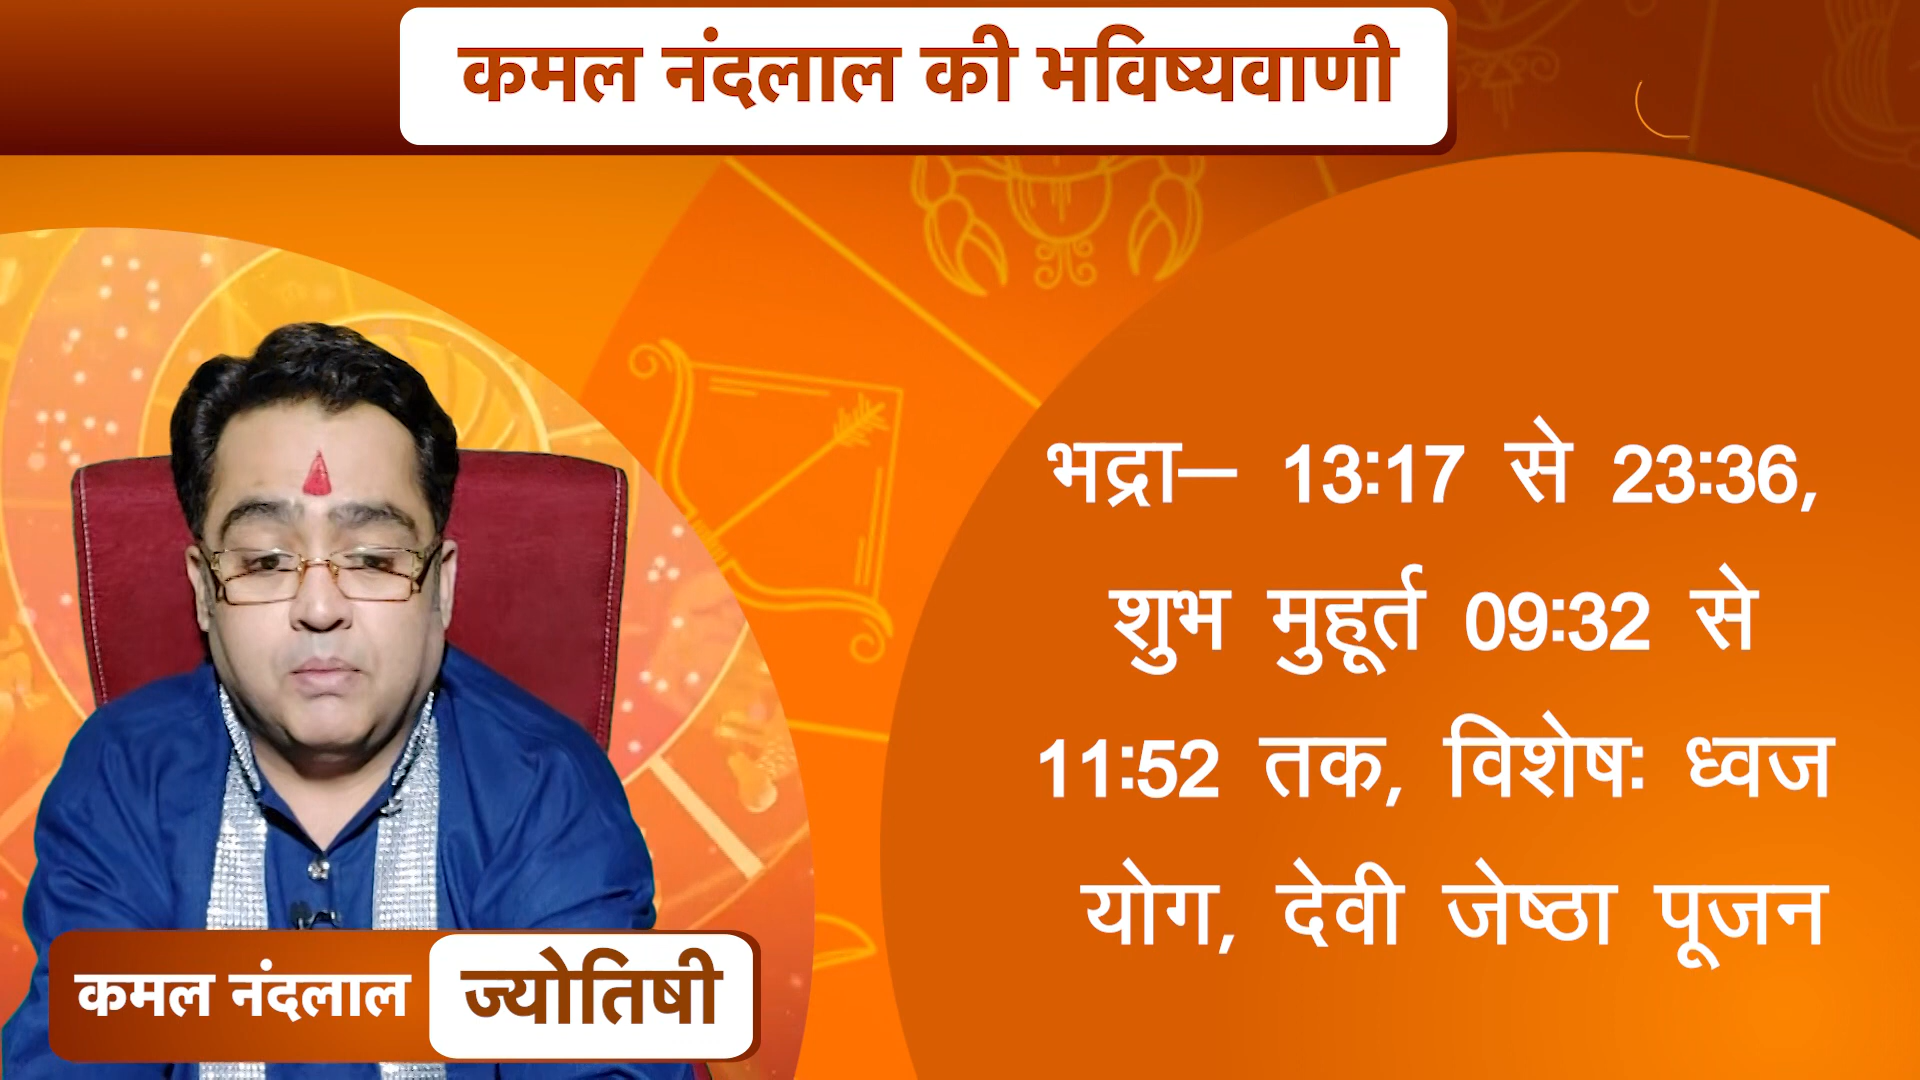 कमल नंदलाल की भविष्यवाणी
भद्रा– 13:17 से 23:36,
शुभ मुहूर्त 09:32 से
11:52 तक, विशेषः ध्वज
योग, देवी जेष्ठा पूजन
कमल नंदलाल ज्योतिषी